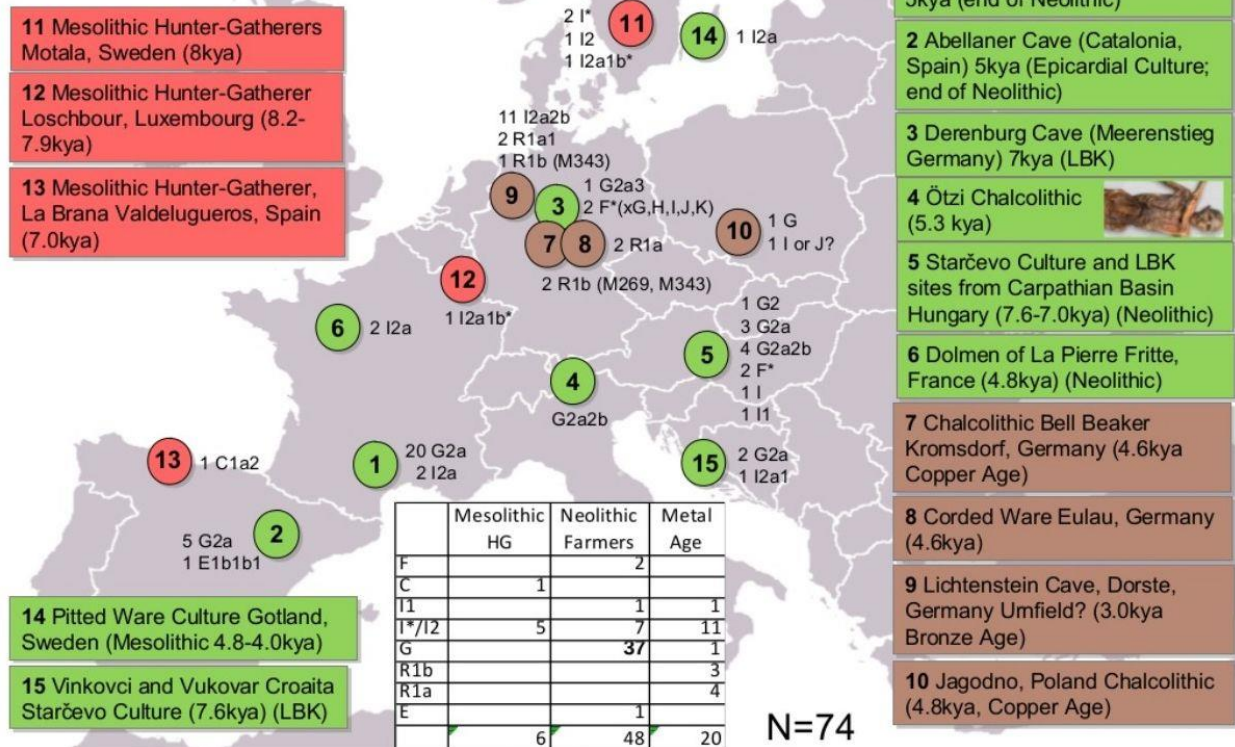 11 Mesolithic Hunter-Gatherers
Motala, Sweden (8kya)
12 Mesolithic Hunter-Gatherer
Loschbour, Luxembourg (8.2-
7.9kya)
13 Mesolithic Hunter-Gatherer,
La Brana Valdelugueros, Spain
(7.0kya)
2 I*
1 I2
1 I2a1b*
11
14
1 I2a
11 I2a2b
2 R1a1
1 R1b (M343)
9
3
1 G2a3
2 F*(xG,H,I,J,K)
7
8
2 R1a
2 R1b (M269, M343)
10
1 G
1 I or J?
12
1 I2a1b*
6
2 I2a
5
1 G2
3 G2a
4 G2a2b
2 F*
1 I
1 I1
4
G2a2b
13
1 C1a2
1
20 G2a
2 I2a
15
2 G2a
1 I2a1
2
5 G2a
1 E1b1b1
5kya (end of Neolithic)
2 Abellaner Cave (Catalonia,
Spain) 5kya (Epicardial Culture;
end of Neolithic)
3 Derenburg Cave (Meerenstieg
Germany) 7kya (LBK)
4 Ötzi Chalcolithic
(5.3 kya)
5 Starčevo Culture and LBK
sites from Carpathian Basin
Hungary (7.6-7.0kya) (Neolithic)
6 Dolmen of La Pierre Fritte,
France (4.8kya) (Neolithic)
7 Chalcolithic Bell Beaker
Kromsdorf, Germany (4.6kya
Copper Age)
8 Corded Ware Eulau, Germany
(4.6kya)
9 Lichtenstein Cave, Dorste,
Germany Umfield? (3.0kya
Bronze Age)
10 Jagodno, Poland Chalcolithic
(4.8kya, Copper Age)
14 Pitted Ware Culture Gotland,
Sweden (Mesolithic 4.8-4.0kya)
15 Vinkovci and Vukovar Croaita
Starčevo Culture (7.6kya) (LBK)
Mesolithic HG Neolithic Farmers Metal Age
F 2
C 1
I1 1 1
I*/I2 5 7 11
G 37 1
R1b 3
R1a 4
E 1
6 48 20
N=74